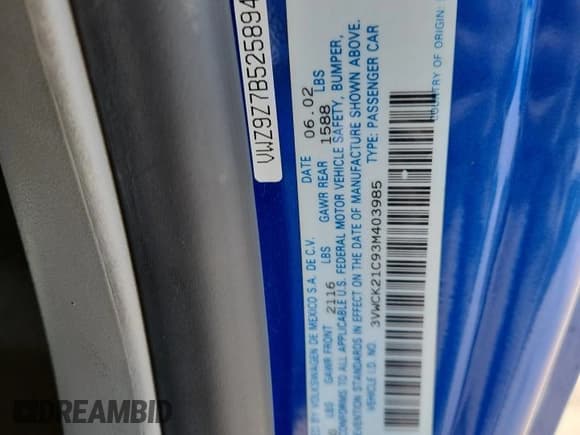 VWZ9Z7B525894
D BY VOLKSWAGEN DE MEXICO S.A. DE C.V. DATE 06.02
LBS GAWR FRONT 2116 LBS GAWR REAR 1588 LBS
CONFORMS TO ALL APPLICABLE U.S. FEDERAL MOTOR VEHICLE SAFETY, BUMPER,
EVENTION STANDARDS IN EFFECT ON THE DATE OF MANUFACTURE SHOWN ABOVE.
VEHICLE I.D. NO. 3VWCK21C93M403985 TYPE: PASSENGER CAR
COUNTRY OF ORIGIN:
DREAMBID